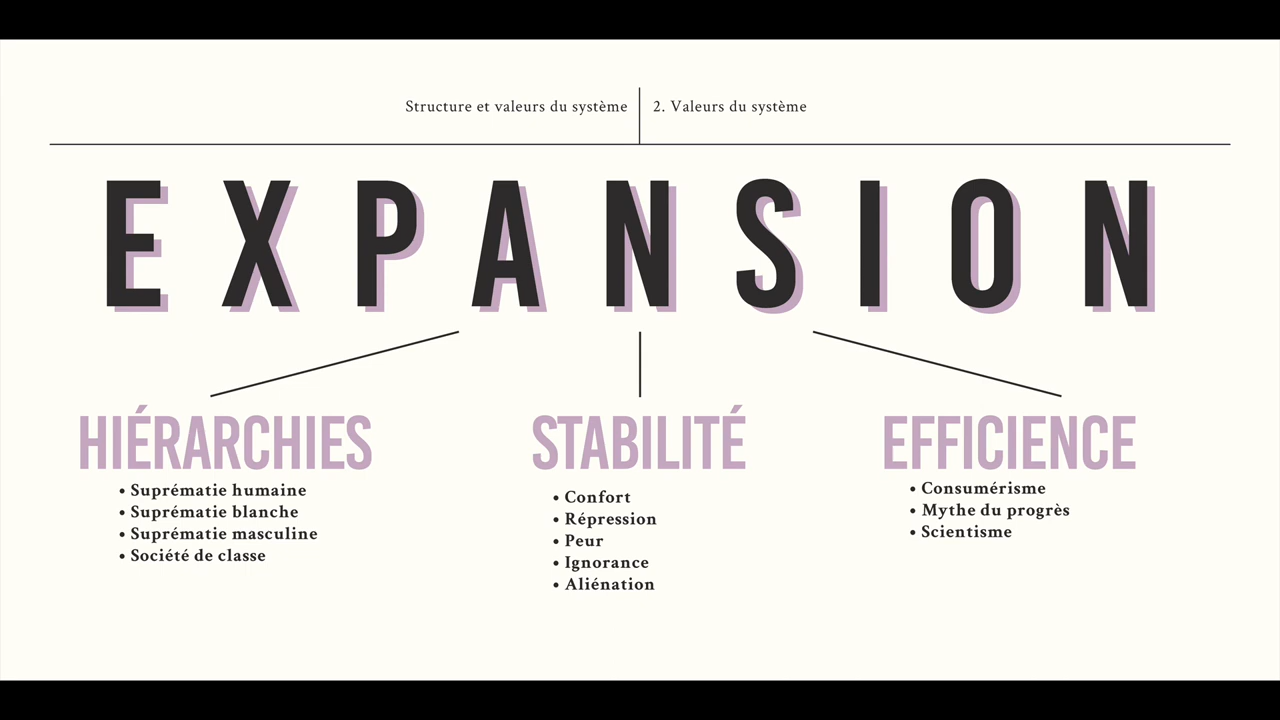 Structure et valeurs du système
2. Valeurs du système
EXPANSION
HIÉRARCHIES
• Suprématie humaine
• Suprématie blanche
• Suprématie masculine
• Société de classe
STABILITÉ
• Confort
• Répression
• Peur
• Ignorance
• Aliénation
EFFICIENCE
• Consumérisme
• Mythe du progrès
• Scientisme